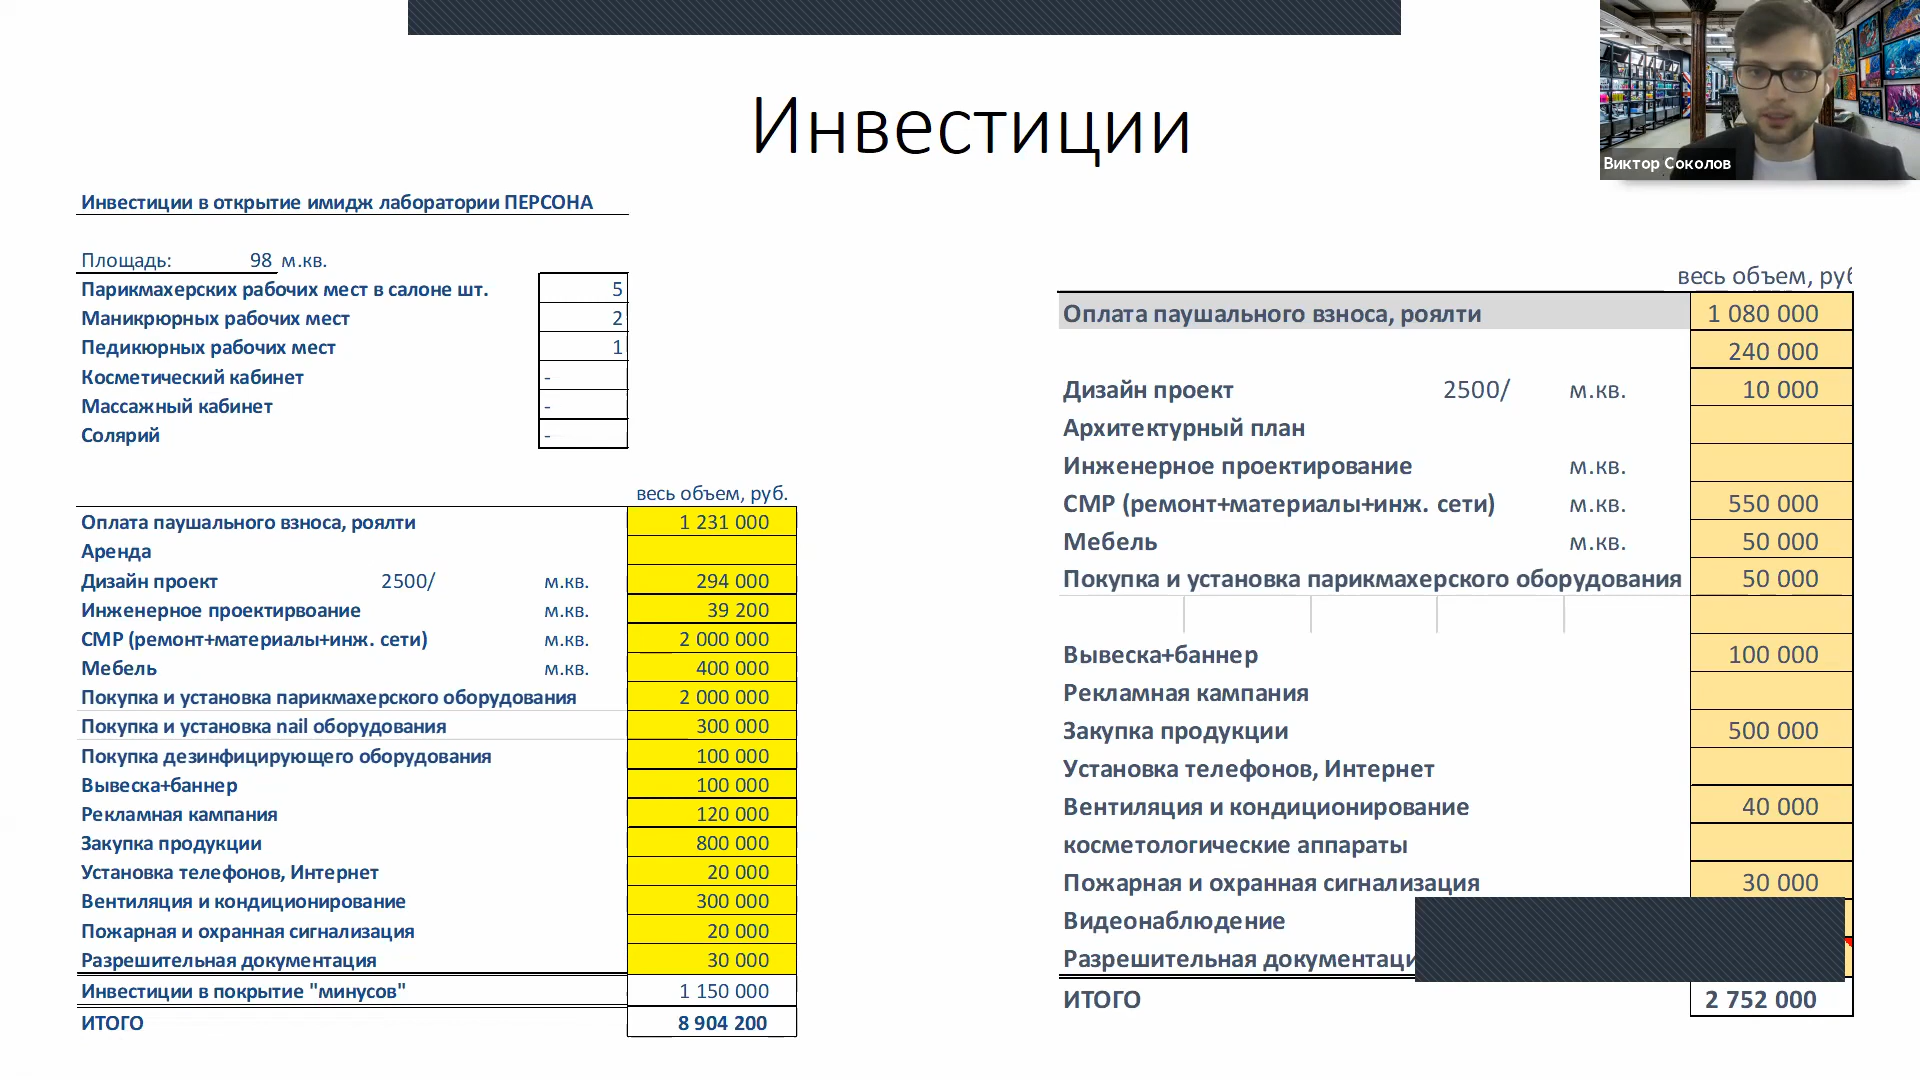 Инвестиции
Виктор Соколов
Инвестиции в открытие имидж лаборатории ПЕРСОНА
Площадь: 98 м.кв.
Парикмахерских рабочих мест в салоне шт. 5
Маникрюрных рабочих мест 2
Педикюрных рабочих мест 1
Косметический кабинет -
Массажный кабинет -
Солярий -
весь объем, руб.
Оплата паушального взноса, роялти 1 231 000
Аренда
Дизайн проект 2500/ м.кв. 294 000
Инженерное проектирвоание м.кв. 39 200
СМР (ремонт+материалы+инж. сети) м.кв. 2 000 000
Мебель м.кв. 400 000
Покупка и установка парикмахерского оборудования 2 000 000
Покупка и установка nail оборудования 300 000
Покупка дезинфицирующего оборудования 100 000
Вывеска+баннер 100 000
Рекламная кампания 120 000
Закупка продукции 800 000
Установка телефонов, Интернет 20 000
Вентиляция и кондиционирование 300 000
Пожарная и охранная сигнализация 20 000
Разрешительная документация 30 000
Инвестиции в покрытие "минусов" 1 150 000
ИТОГО 8 904 200
весь объем, руб
Оплата паушального взноса, роялти 1 080 000
240 000
Дизайн проект 2500/ м.кв. 10 000
Архитектурный план
Инженерное проектирование м.кв.
СМР (ремонт+материалы+инж. сети) м.кв. 550 000
Мебель м.кв. 50 000
Покупка и установка парикмахерского оборудования 50 000
Вывеска+баннер 100 000
Рекламная кампания
Закупка продукции 500 000
Установка телефонов, Интернет
Вентиляция и кондиционирование 40 000
косметологические аппараты
Пожарная и охранная сигнализация 30 000
Видеонаблюдение
Разрешительная документаци
ИТОГО 2 752 000